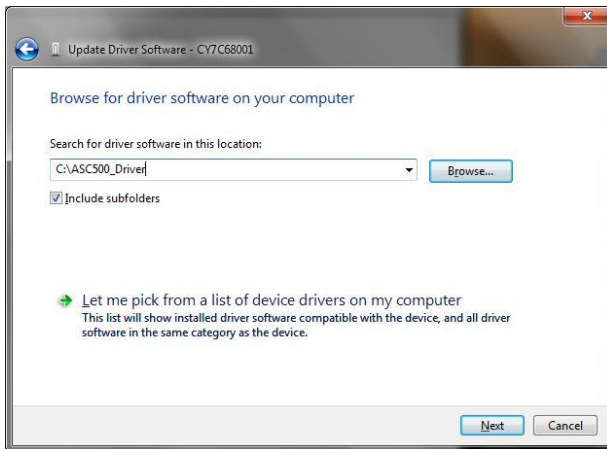 Update Driver Software - CY7C68001
Browse for driver software on your computer
Search for driver software in this location:
C:\ASC500_Driver
Browse...
Include subfolders
Let me pick from a list of device drivers on my computer
This list will show installed driver software compatible with the device, and all driver
software in the same category as the device.
Next
Cancel